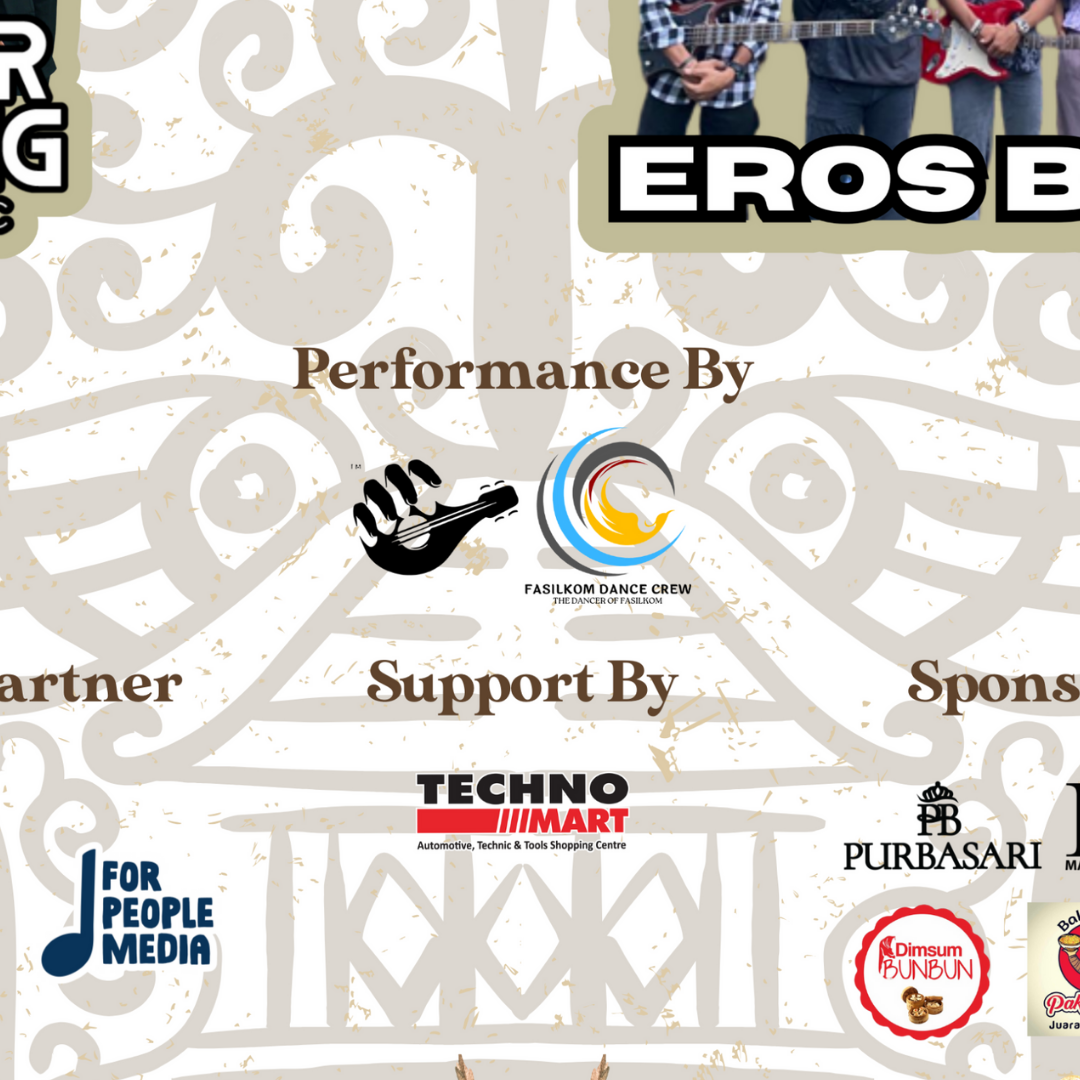 R
G
EROS B
Performance By
TM
FASILKOM DANCE CREW
THE DANCER OF FASILKOM
artner
Support By
Spons
TECHNO
MART
Automotive, Technic & Tools Shopping Centre
PB
PURBASARI
MA
FOR
PEOPLE
MEDIA
Dimsum
BUNBUN
Bak
Pak
Juara